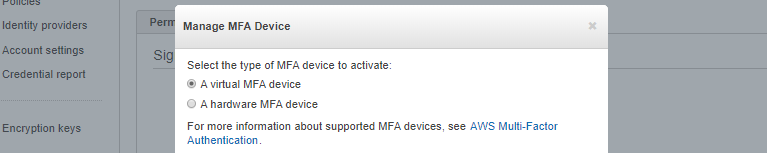 Policies
Identity providers
Account settings
Credential report
Encryption keys
Perm
Sig
Manage MFA Device
×
Select the type of MFA device to activate:
A virtual MFA device
A hardware MFA device
For more information about supported MFA devices, see AWS Multi-Factor
Authentication.